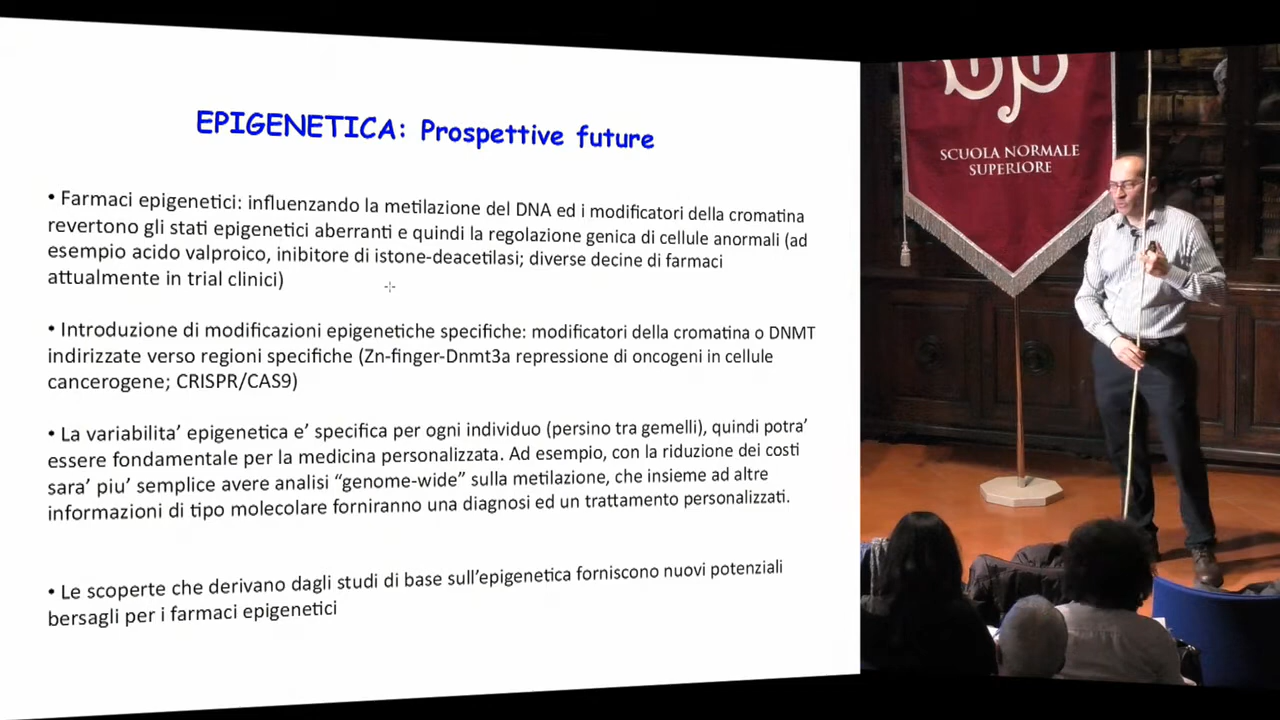 EPIGENETICA: Prospettive future
• Farmaci epigenetici: influenzando la metilazione del DNA ed i modificatori della cromatina
revertono gli stati epigenetici aberranti e quindi la regolazione genica di cellule anormali (ad
esempio acido valproico, inibitore di istone-deacetilasi; diverse decine di farmaci
attualmente in trial clinici)
• Introduzione di modificazioni epigenetiche specifiche: modificatori della cromatina o DNMT
indirizzate verso regioni specifiche (Zn-finger-Dnmt3a repressione di oncogeni in cellule
cancerogene; CRISPR/CAS9)
• La variabilita' epigenetica e' specifica per ogni individuo (persino tra gemelli), quindi potra'
essere fondamentale per la medicina personalizzata. Ad esempio, con la riduzione dei costi
sara' piu' semplice avere analisi “genome-wide” sulla metilazione, che insieme ad altre
informazioni di tipo molecolare forniranno una diagnosi ed un trattamento personalizzati.
• Le scoperte che derivano dagli studi di base sull'epigenetica forniscono nuovi potenziali
bersagli per i farmaci epigenetici
SCUOLA NORMALE
SUPERIORE